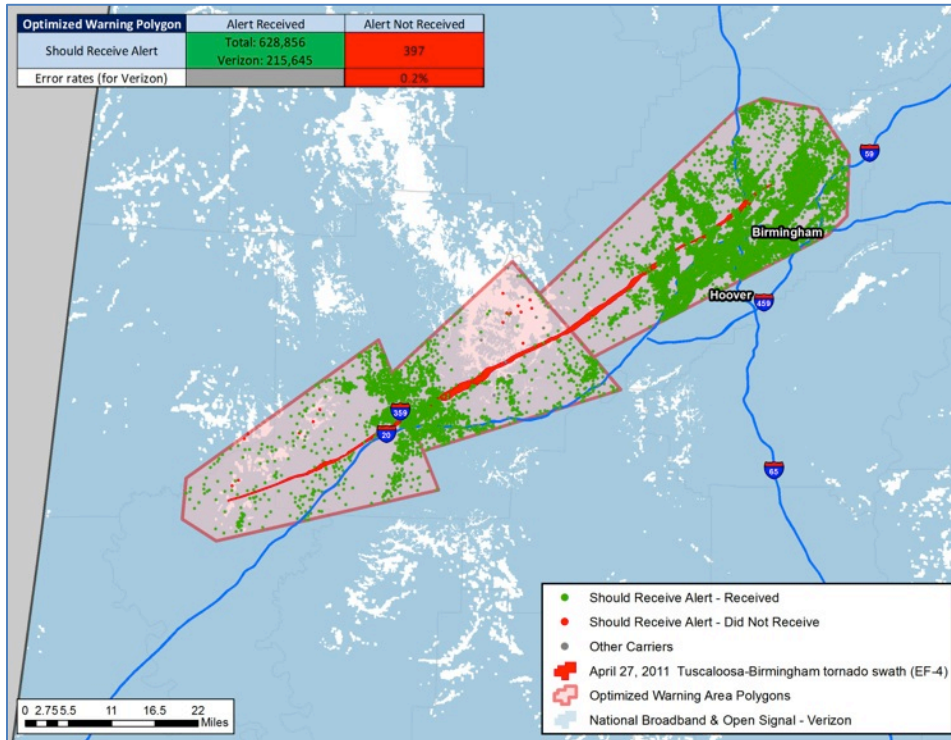 Optimized Warning Polygon Alert Received Alert Not Received
Should Receive Alert Total: 628,856 397
Verizon: 215,645
Error rates (for Verizon) 0.2%
59
Birmingham
Hoover
459
359
20
65
Should Receive Alert - Received
Should Receive Alert - Did Not Receive
Other Carriers
April 27, 2011 Tuscaloosa-Birmingham tornado swath (EF-4)
Optimized Warning Area Polygons
National Broadband & Open Signal - Verizon
0 2.75 5.5 11 16.5 22
Miles